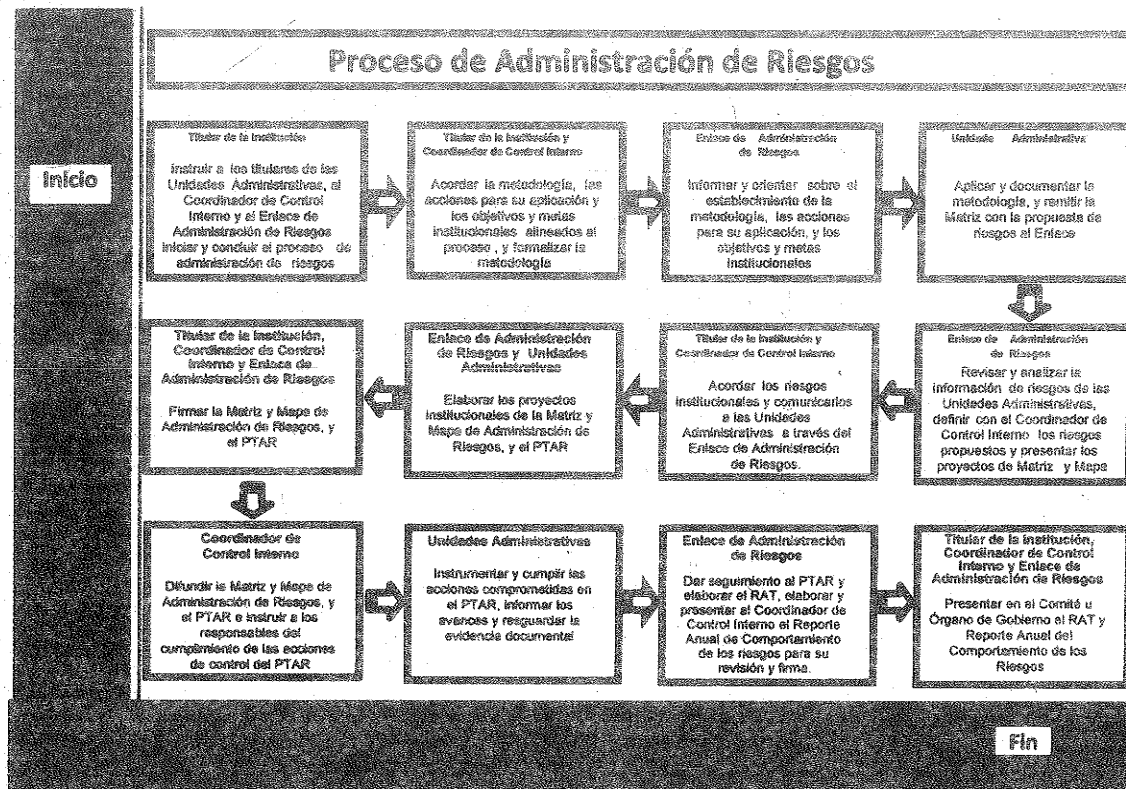 Proceso de Administración de Riesgos
Inicio
Titular de la Institución
Instruir a los titulares de las
Unidades Administrativas, al
Coordinador de Control
Interno y al Enlace de
Administración de Riesgos
iniciar y concluir el proceso de
administración de riesgos
Titular de la Institución y
Coordinador de Control Interno
Acordar la metodología, las
acciones para su aplicación y
los objetivos y metas
institucionales alineados al
proceso , y formalizar la
metodología
Enlace de Administración
de Riesgos
Informar y orientar sobre el
establecimiento de la
metodología, las acciones
para su aplicación, y los
objetivos y metas
institucionales
Unidade Administrativa
Aplicar y documentar la
metodología, y remitir la
Matriz con la propuesta de
riesgos al Enlace
Enlace de Administración
de Riesgos
Revisar y analizar la
información de riesgos de las
Unidades Administrativas,
definir con el Coordinador de
Control Interno los riesgos
propuestos y presentar los
proyectos de Matriz y Mapa
Titular de la Institución y
Coordinador de Control Interno
Acordar los riesgos
institucionales y comunicarlos
a las Unidades
Administrativas a través del
Enlace de Administración
de Riesgos.
Enlace de Administración
de Riesgos y Unidades
Administrativas
Elaborar los proyectos
institucionales de la Matriz y
Mapa de Administración de
Riesgos, y el PTAR
Titular de la Institución,
Coordinador de Control
Interno y Enlace de
Administración de Riesgos
Firmar la Matriz y Mapa de
Administración de Riesgos, y
el PTAR
Coordinador de
Control Interno
Difundir la Matriz y Mapa de
Administración de Riesgos, y
el PTAR e instruir a los
responsables del
cumplimiento de las acciones
de control del PTAR
Unidades Administrativas
Instrumentar y cumplir las
acciones comprometidas en
el PTAR, informar los
avances y resguardar la
evidencia documental
Enlace de Administración
de Riesgos
Dar seguimiento al PTAR y
elaborar el RAT, elaborar y
presentar al Coordinador de
Control Interno el Reporte
Anual de Comportamiento
de los riesgos para su
revisión y firma.
Titular de la Institución,
Coordinador de Control
Interno y Enlace de
Administración de Riesgos
Presentar en el Comité u
Órgano de Gobierno el RAT y
Reporte Anual del
Comportamiento de los
Riesgos
Fin